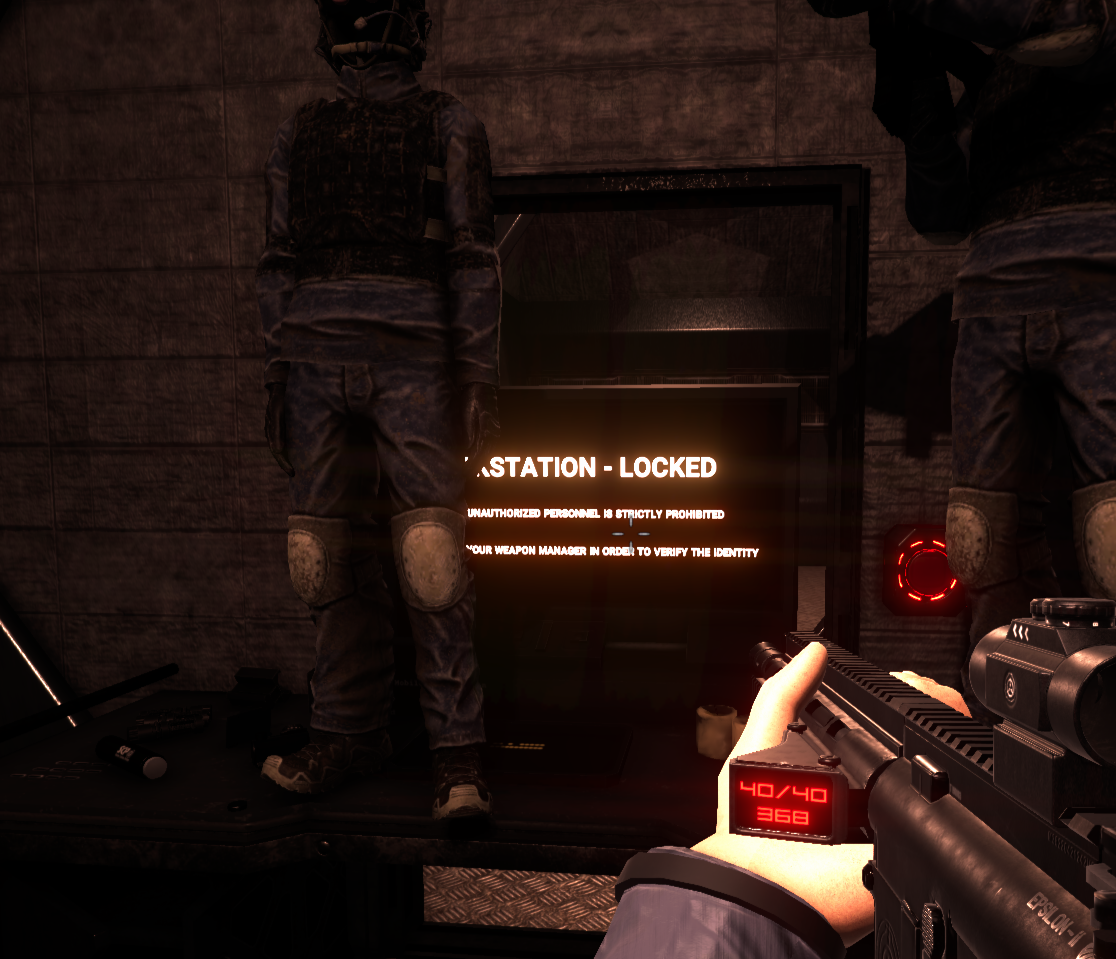 KSTATION - LOCKED
UNAUTHORIZED PERSONNEL IS STRICTLY PROHIBITED
YOUR WEAPON MANAGER IN ORDER TO VERIFY THE IDENTITY
40/40
368
EPSILON-